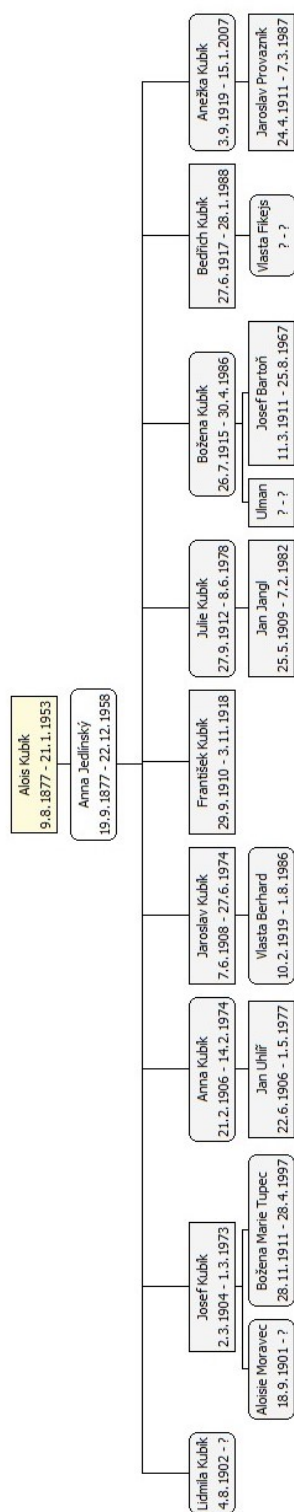 Alois Kubík
9.8.1877 - 21.1.1953
Anna Jedlínský
19.9.1877 - 22.12.1958
Lidmila Kubík
4.8.1902 - ?
Josef Kubík
2.3.1904 - 1.3.1973
Aloisie Moravec
18.9.1901 - ?
Božena Marie Tupec
28.11.1911 - 28.4.1997
Anna Kubík
21.2.1906 - 14.2.1974
Jan Uhlíř
22.6.1906 - 1.5.1977
Jaroslav Kubík
7.6.1908 - 27.6.1974
Vlasta Berhard
10.2.1919 - 1.8.1986
František Kubík
29.9.1910 - 3.11.1918
Julie Kubík
27.9.1912 - 8.6.1978
Jan Jangl
25.5.1909 - 7.2.1982
Božena Kubík
26.7.1915 - 30.4.1986
Ulman
? - ?
Josef Bartoň
11.3.1911 - 25.8.1967
Bedřich Kubík
27.6.1917 - 28.1.1988
Vlasta Fikejs
? - ?
Anežka Kubík
3.9.1919 - 15.1.2007
Jaroslav Provazník
24.4.1911 - 7.3.1987